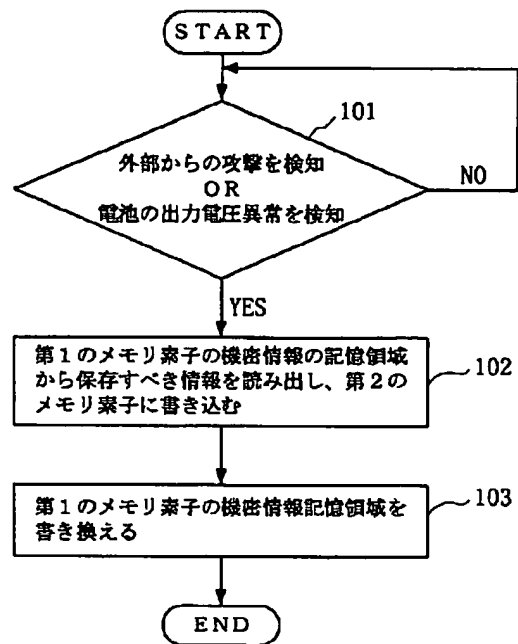 START
101
外部からの攻撃を検知
OR
電池の出力電圧異常を検知
NO
YES
第1のメモリ素子の機密情報の記憶領域
から保存すべき情報を読み出し、第2の
メモリ素子に書き込む
102
第1のメモリ素子の機密情報記憶領域を
書き換える
103
END